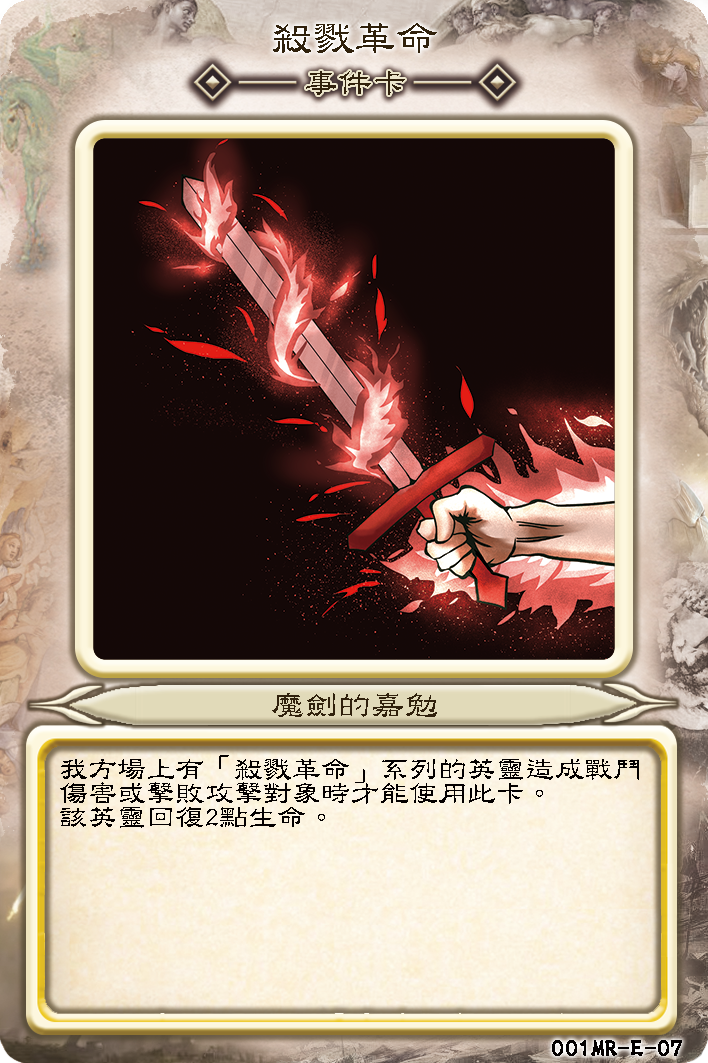 殺戮革命
事件卡
魔劍的嘉勉
我方場上有「殺戮革命」系列的英靈造成戰鬥
傷害或擊敗攻擊對象時才能使用此卡。
該英靈回復2點生命。
001MR-E-07